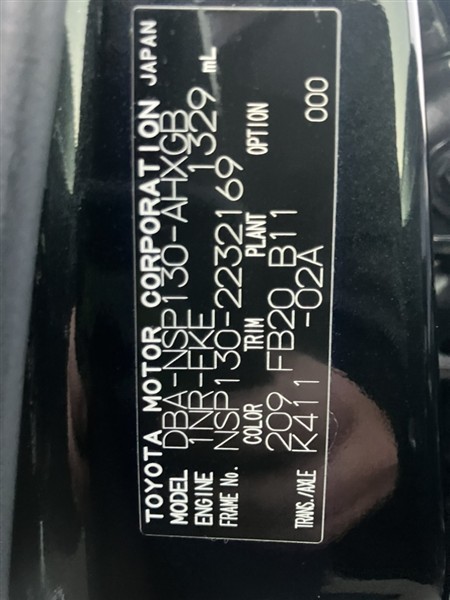 TOYOTA MOTOR CORPORATION JAPAN
MODEL DBA-NSP130-AHXGB
ENGINE 1NR-FKE 1329 mL
FRAME No. NSP130-2232169
COLOR TRIM PLANT OPTION
209 FB20 B11 000
TRANS./AXLE K411 -02A